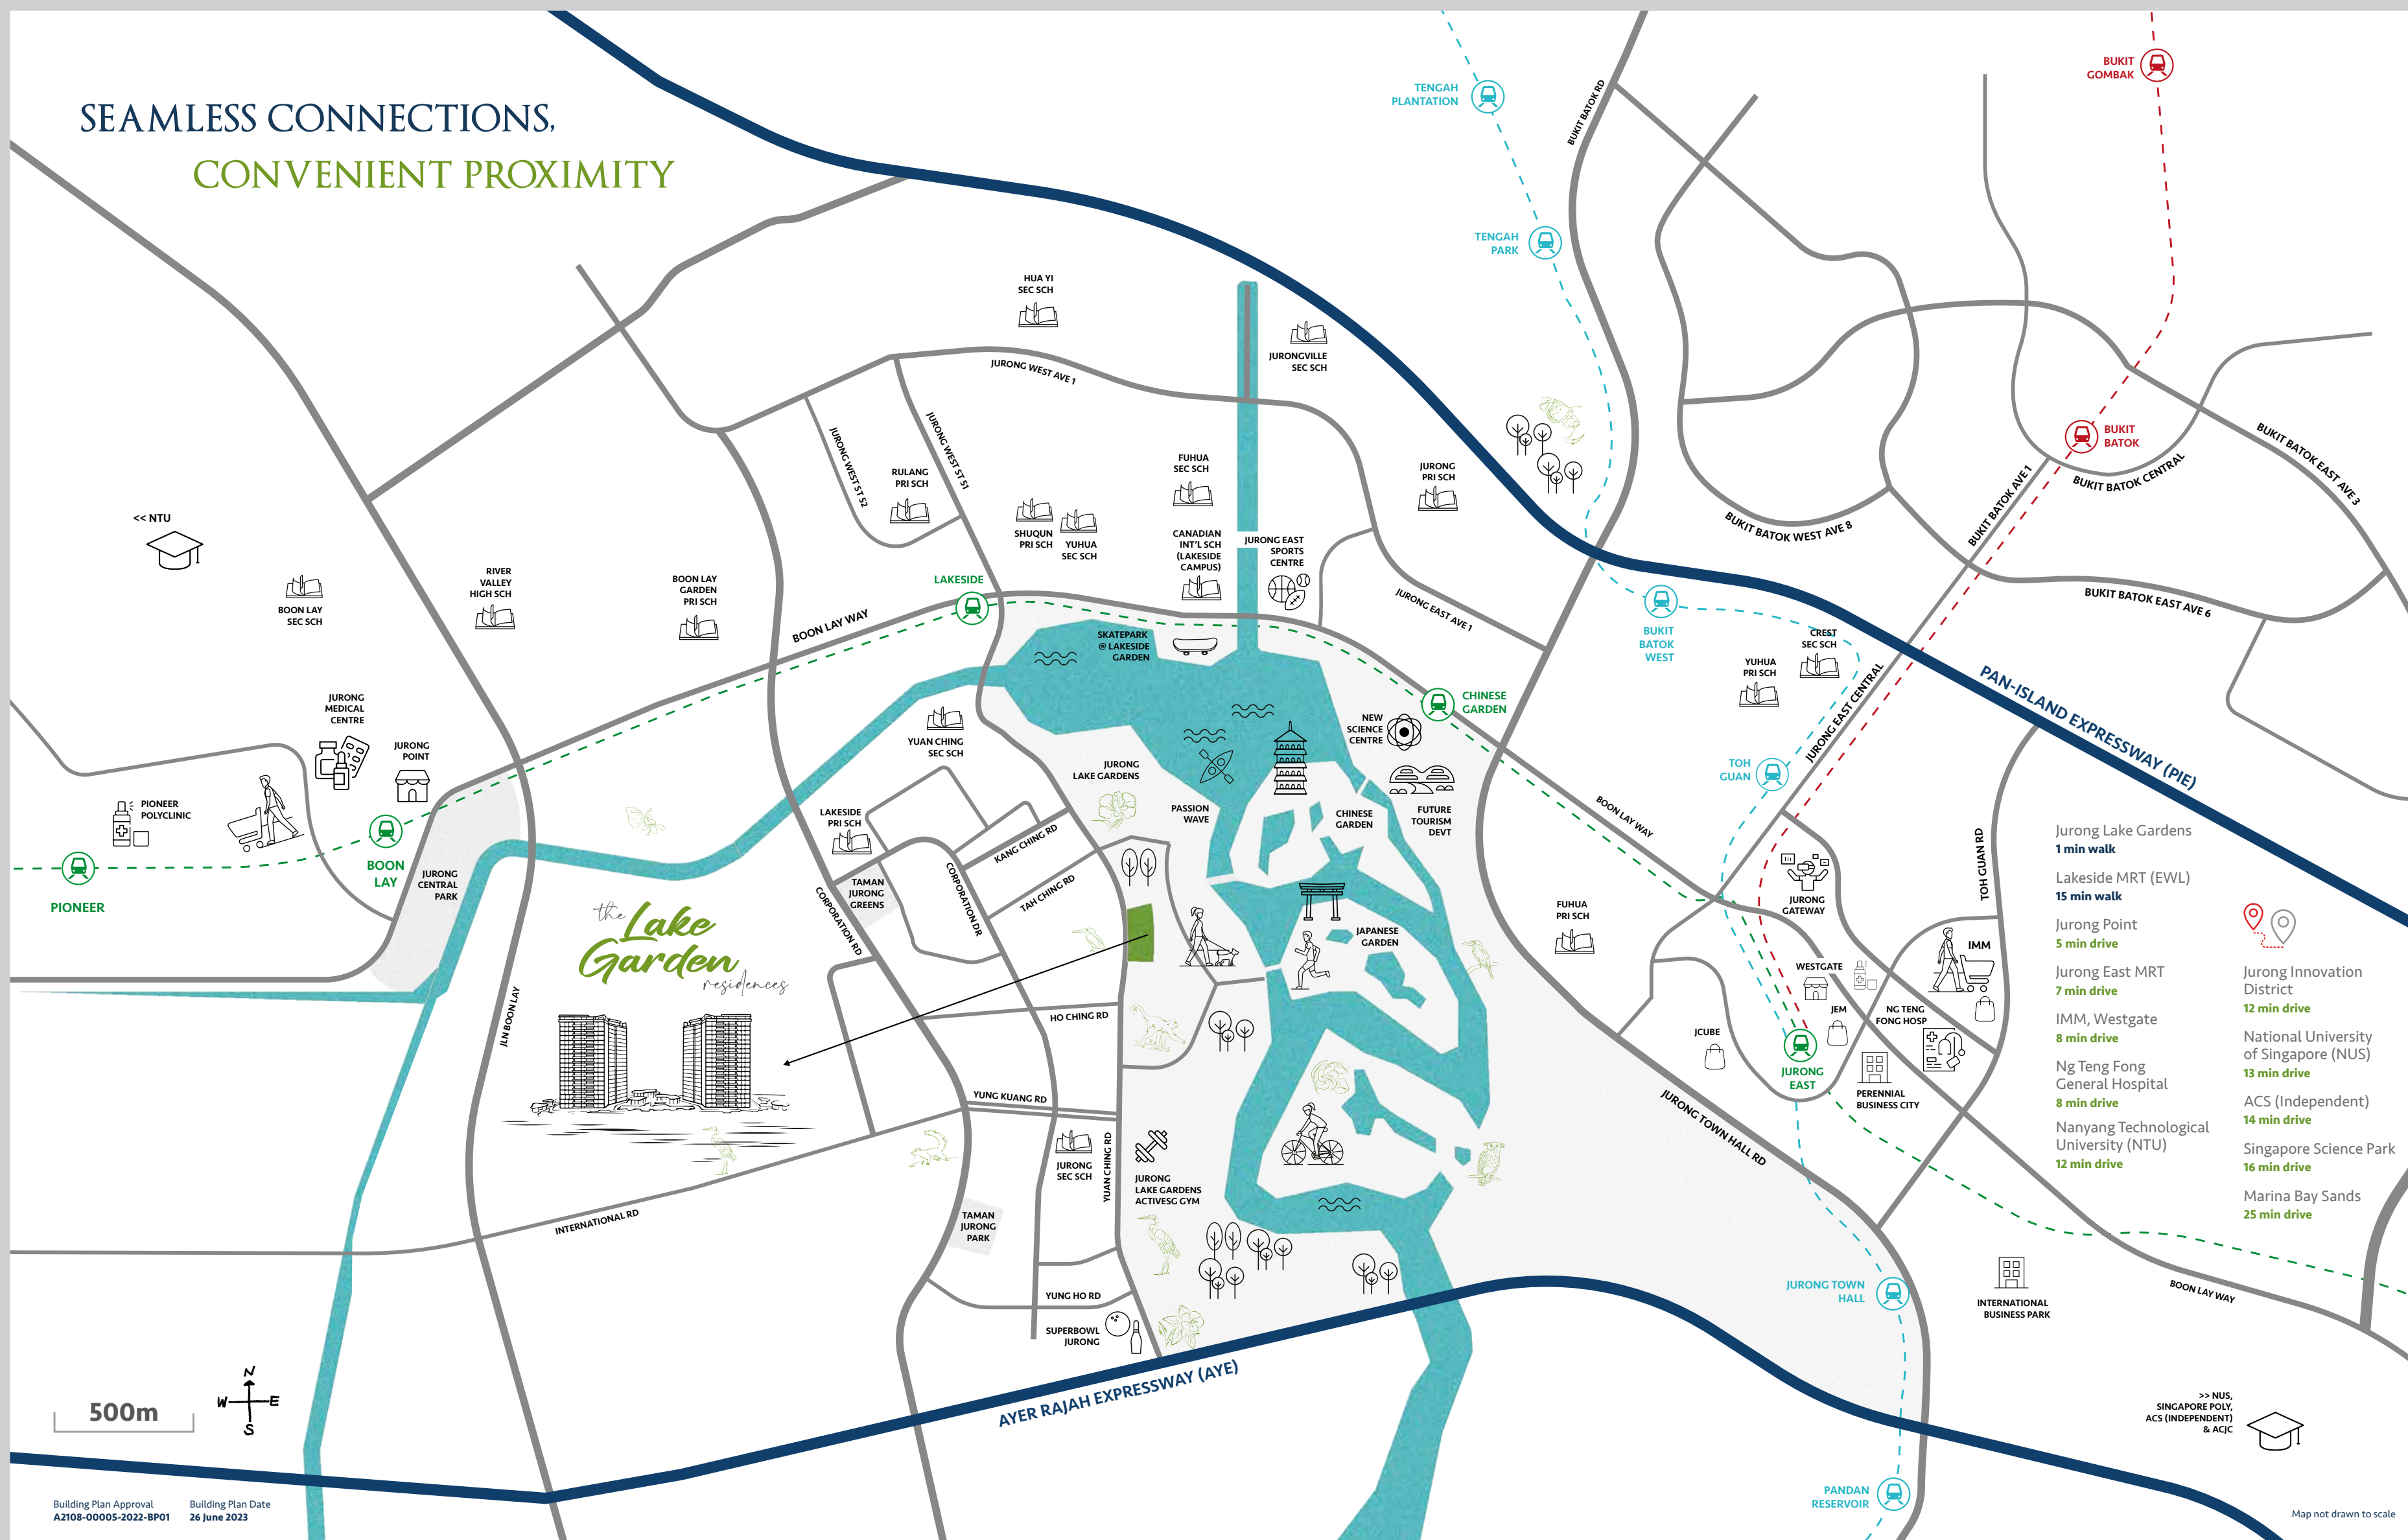 SEAMLESS CONNECTIONS,
CONVENIENT PROXIMITY
BUKIT
GOMBAK
TENGAH
PLANTATION
BUKIT BATOK RD
TENGAH
PARK
HUA YI
SEC SCH
JURONGVILLE
SEC SCH
JURONG WEST AVE 1
JURONG WEST ST 52
JURONG WEST ST 51
RULANG
PRI SCH
FUHUA
SEC SCH
JURONG
PRI SCH
BUKIT
BATOK
BUKIT BATOK EAST AVE 3
BUKIT BATOK CENTRAL
BUKIT BATOK AVE 1
BUKIT BATOK WEST AVE 8
<< NTU
SHUQUN
PRI SCH
YUHUA
SEC SCH
CANADIAN
INT'L SCH
(LAKESIDE
CAMPUS)
JURONG EAST
SPORTS
CENTRE
BOON LAY
SEC SCH
RIVER
VALLEY
HIGH SCH
BOON LAY
GARDEN
PRI SCH
LAKESIDE
BOON LAY WAY
JURONG EAST AVE 1
BUKIT BATOK EAST AVE 6
SKATEPARK
@ LAKESIDE
GARDEN
BUKIT
BATOK
WEST
CREST
SEC SCH
YUHUA
PRI SCH
JURONG EAST CENTRAL
PAN-ISLAND EXPRESSWAY (PIE)
CHINESE
GARDEN
NEW
SCIENCE
CENTRE
JURONG
MEDICAL
CENTRE
JURONG
POINT
YUAN CHING
SEC SCH
JURONG
LAKE GARDENS
TOH
GUAN
PIONEER
POLYCLINIC
LAKESIDE
PRI SCH
PASSION
WAVE
CHINESE
GARDEN
FUTURE
TOURISM
DEVT
BOON LAY WAY
KANG CHING RD
BOON
LAY
PIONEER
JURONG
CENTRAL
PARK
TAMAN
JURONG
GREENS
CORPORATION RD
CORPORATION DR
TAH CHING RD
TOH GUAN RD
JURONG
GATEWAY
FUHUA
PRI SCH
JAPANESE
GARDEN
IMM
WESTGATE
the
Lake
Garden
residences
JLN BOON LAY
HO CHING RD
JCUBE
JEM
NG TENG
FONG HOSP
JURONG
EAST
PERENNIAL
BUSINESS CITY
YUNG KUANG RD
JURONG TOWN HALL RD
JURONG
SEC SCH
YUAN CHING RD
JURONG
LAKE GARDENS
ACTIVESG GYM
INTERNATIONAL RD
TAMAN
JURONG
PARK
YUNG HO RD
SUPERBOWL
JURONG
JURONG TOWN
HALL
INTERNATIONAL
BUSINESS PARK
BOON LAY WAY
AYER RAJAH EXPRESSWAY (AYE)
PANDAN
RESERVOIR
>> NUS,
SINGAPORE POLY,
ACS (INDEPENDENT)
& ACJC
Jurong Lake Gardens
1 min walk
Lakeside MRT (EWL)
15 min walk
Jurong Point
5 min drive
Jurong East MRT
7 min drive
IMM, Westgate
8 min drive
Ng Teng Fong
General Hospital
8 min drive
Nanyang Technological
University (NTU)
12 min drive
Jurong Innovation
District
12 min drive
National University
of Singapore (NUS)
13 min drive
ACS (Independent)
14 min drive
Singapore Science Park
16 min drive
Marina Bay Sands
25 min drive
500m
N
W E
S
Building Plan Approval
A2108-00005-2022-BP01
Building Plan Date
26 June 2023
Map not drawn to scale